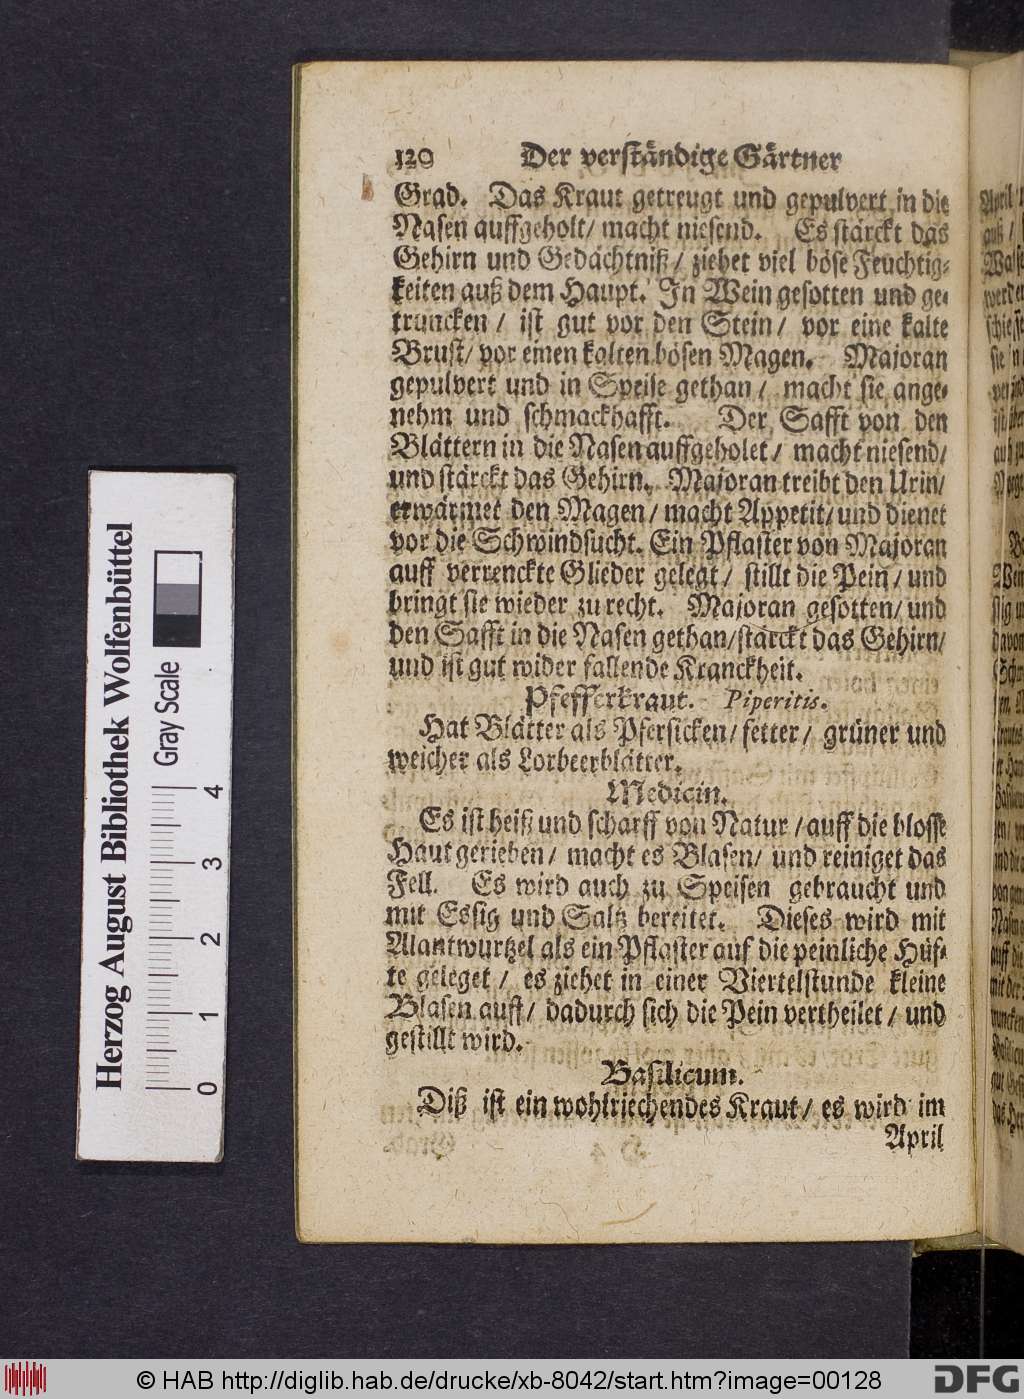 120 Der verständige Gärtner
Grad. Das Kraut getreugt und gepulvert in die
Nasen auffgeholt/ macht niesend. Es stärckt das
Gehirn und Gedächtniß/ ziehet viel böse Feuchtig-
keiten auß dem Haupt. In Wein gesotten und ge-
truncken/ ist gut vor den Stein/ vor eine kalte
Brust/ vor einen kalten bösen Magen. Majoran
gepulvert und in Speise gethan/ macht sie ange-
nehm und schmackhafft. Der Safft von den
Blättern in die Nasen auffgeholet/ macht niesend/
und stärckt das Gehirn. Majoran treibt den Urin/
erwärmet den Magen/ macht Appetit/ und dienet
vor die Schwindsucht. Ein Pflaster von Majoran
auff verrenckte Glieder gelegt/ stillt die Pein/ und
bringt sie wieder zu recht. Majoran gesotten/ und
den Safft in die Nasen gethan/ stärckt das Gehirn/
und ist gut wider fallende Kranckheit.
Pfefferkraut. Piperitis.
Hat Blätter als Pfersicken/ fetter/ grüner und
weicher als Lorbeerblätter.
Medicin.
Es ist heiß und scharff von Natur/ auff die blosse
Haut gerieben/ macht es Blasen/ und reiniget das
Fell. Es wird auch zu Speisen gebraucht und
mit Essig und Saltz bereitet. Dieses wird mit
Alantwurtzel als ein Pflaster auf die peinliche Hüf-
te geleget/ es ziehet in einer Viertelstunde kleine
Blasen auff/ dadurch sich die Pein vertheilet/ und
gestillt wird.
Basilicum.
Diß ist ein wohlriechendes Kraut/ es wird im
April
Herzog August Bibliothek Wolfenbüttel
Gray Scale
0 1 2 3 4
© HAB http://diglib.hab.de/drucke/xb-8042/start.htm?image=00128
DFG